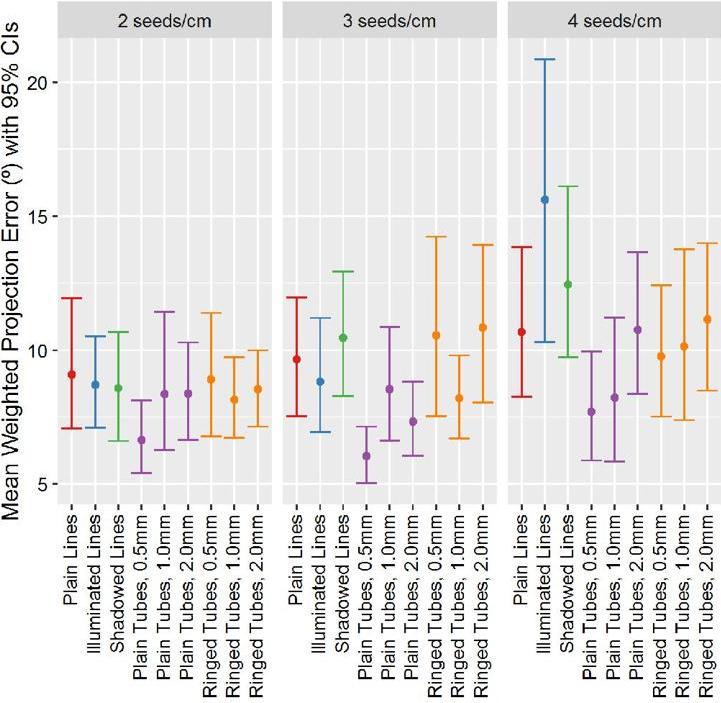 2 seeds/cm
3 seeds/cm
4 seeds/cm
Mean Weighted Projection Error (º) with 95% CIs
20
15
10
5
Plain Lines
Illuminated Lines
Shadowed Lines
Plain Tubes, 0.5mm
Plain Tubes, 1.0mm
Plain Tubes, 2.0mm
Ringed Tubes, 0.5mm
Ringed Tubes, 1.0mm
Ringed Tubes, 2.0mm
Plain Lines
Illuminated Lines
Shadowed Lines
Plain Tubes, 0.5mm
Plain Tubes, 1.0mm
Plain Tubes, 2.0mm
Ringed Tubes, 0.5mm
Ringed Tubes, 1.0mm
Ringed Tubes, 2.0mm
Plain Lines
Illuminated Lines
Shadowed Lines
Plain Tubes, 0.5mm
Plain Tubes, 1.0mm
Plain Tubes, 2.0mm
Ringed Tubes, 0.5mm
Ringed Tubes, 1.0mm
Ringed Tubes, 2.0mm